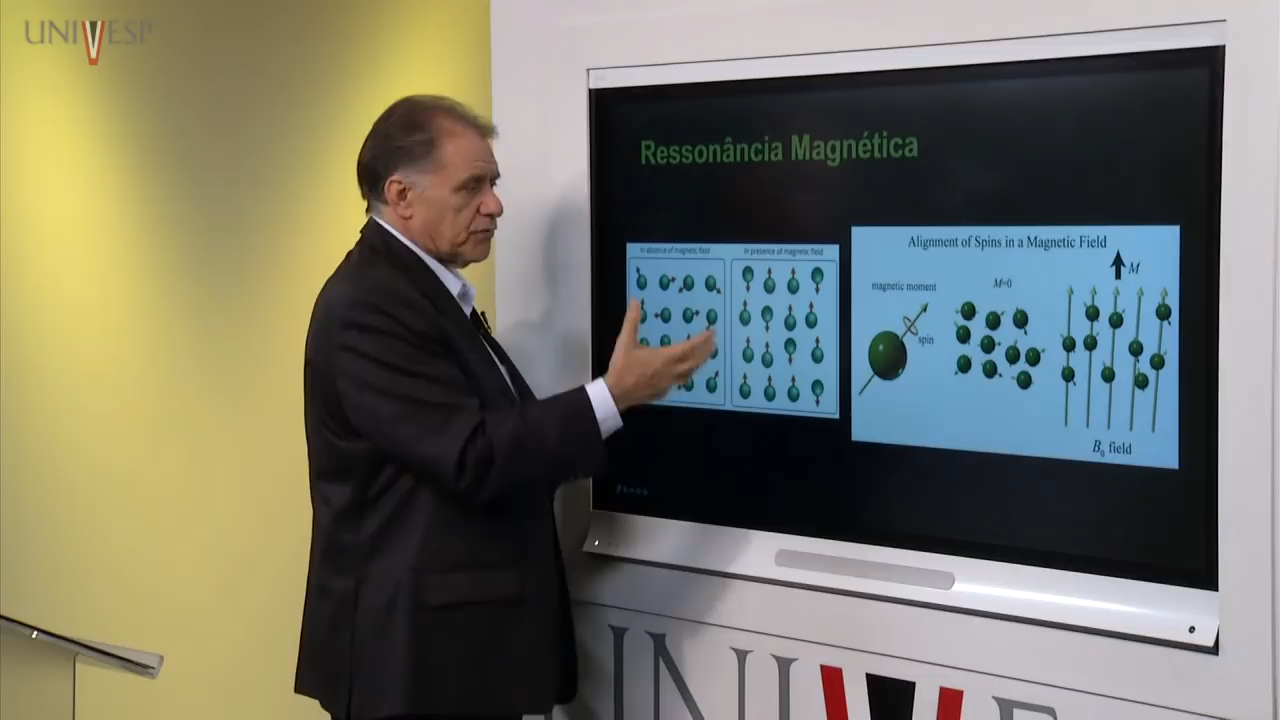 UNIVESP
Ressonância Magnética
In absence of magnetic field
In presence of magnetic field
Alignment of Spins in a Magnetic Field
M
magnetic moment
M=0
spin
B₀ field
UNIVE